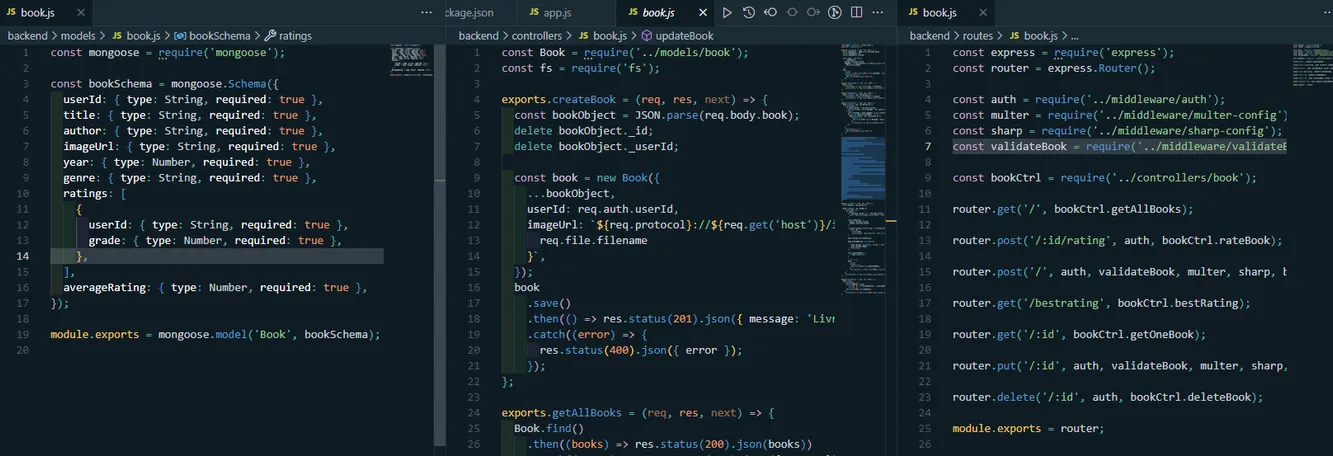 book.js
backend > models > book.js > bookSchema > ratings
1 const mongoose = require('mongoose');
2
3 const bookSchema = mongoose.Schema({
4 userId: { type: String, required: true },
5 title: { type: String, required: true },
6 author: { type: String, required: true },
7 imageUrl: { type: String, required: true },
8 year: { type: Number, required: true },
9 genre: { type: String, required: true },
10 ratings: [
11 {
12 userId: { type: String, required: true },
13 grade: { type: Number, required: true },
14 },
15 ],
16 averageRating: { type: Number, required: true },
17 });
18
19 module.exports = mongoose.model('Book', bookSchema);
20
ckage.json app.js book.js
backend > controllers > book.js > updateBook
1 const Book = require('../models/book');
2 const fs = require('fs');
3
4 exports.createBook = (req, res, next) => {
5 const bookObject = JSON.parse(req.body.book);
6 delete bookObject._id;
7 delete bookObject._userId;
8
9 const book = new Book({
10 ...bookObject,
11 userId: req.auth.userId,
12 imageUrl: `${req.protocol}://${req.get('host')}/i
13 req.file.filename
14 }`,
15 });
16 book
17 .save()
18 .then(() => res.status(201).json({ message: 'Livr
19 .catch((error) => {
20 res.status(400).json({ error });
21 });
22 };
23
24 exports.getAllBooks = (req, res, next) => {
25 Book.find()
26 .then((books) => res.status(200).json(books))
book.js
backend > routes > book.js > ...
1 const express = require('express');
2 const router = express.Router();
3
4 const auth = require('../middleware/auth');
5 const multer = require('../middleware/multer-config')
6 const sharp = require('../middleware/sharp-config');
7 const validateBook = require('../middleware/validateB
8
9 const bookCtrl = require('../controllers/book');
10
11 router.get('/', bookCtrl.getAllBooks);
12
13 router.post('/:id/rating', auth, bookCtrl.rateBook);
14
15 router.post('/', auth, validateBook, multer, sharp, b
16
17 router.get('/bestrating', bookCtrl.bestRating);
18
19 router.get('/:id', bookCtrl.getOneBook);
20
21 router.put('/:id', auth, validateBook, multer, sharp,
22
23 router.delete('/:id', auth, bookCtrl.deleteBook);
24
25 module.exports = router;
26